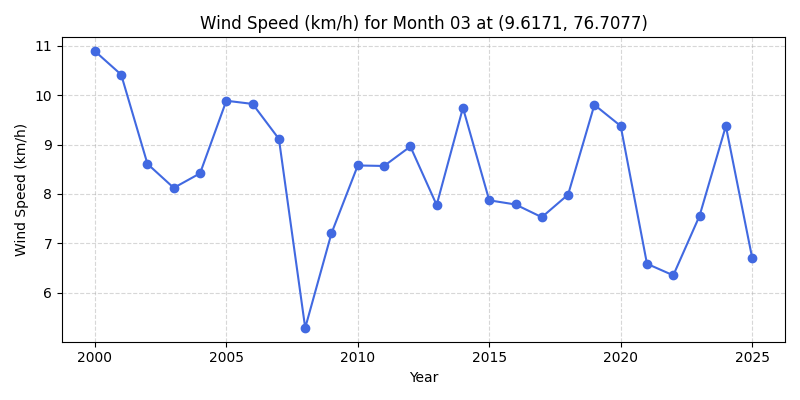 Wind Speed (km/h) for Month 03 at (9.6171, 76.7077)
Wind Speed (km/h)
11
10
9
8
7
6
2000 2005 2010 2015 2020 2025
Year